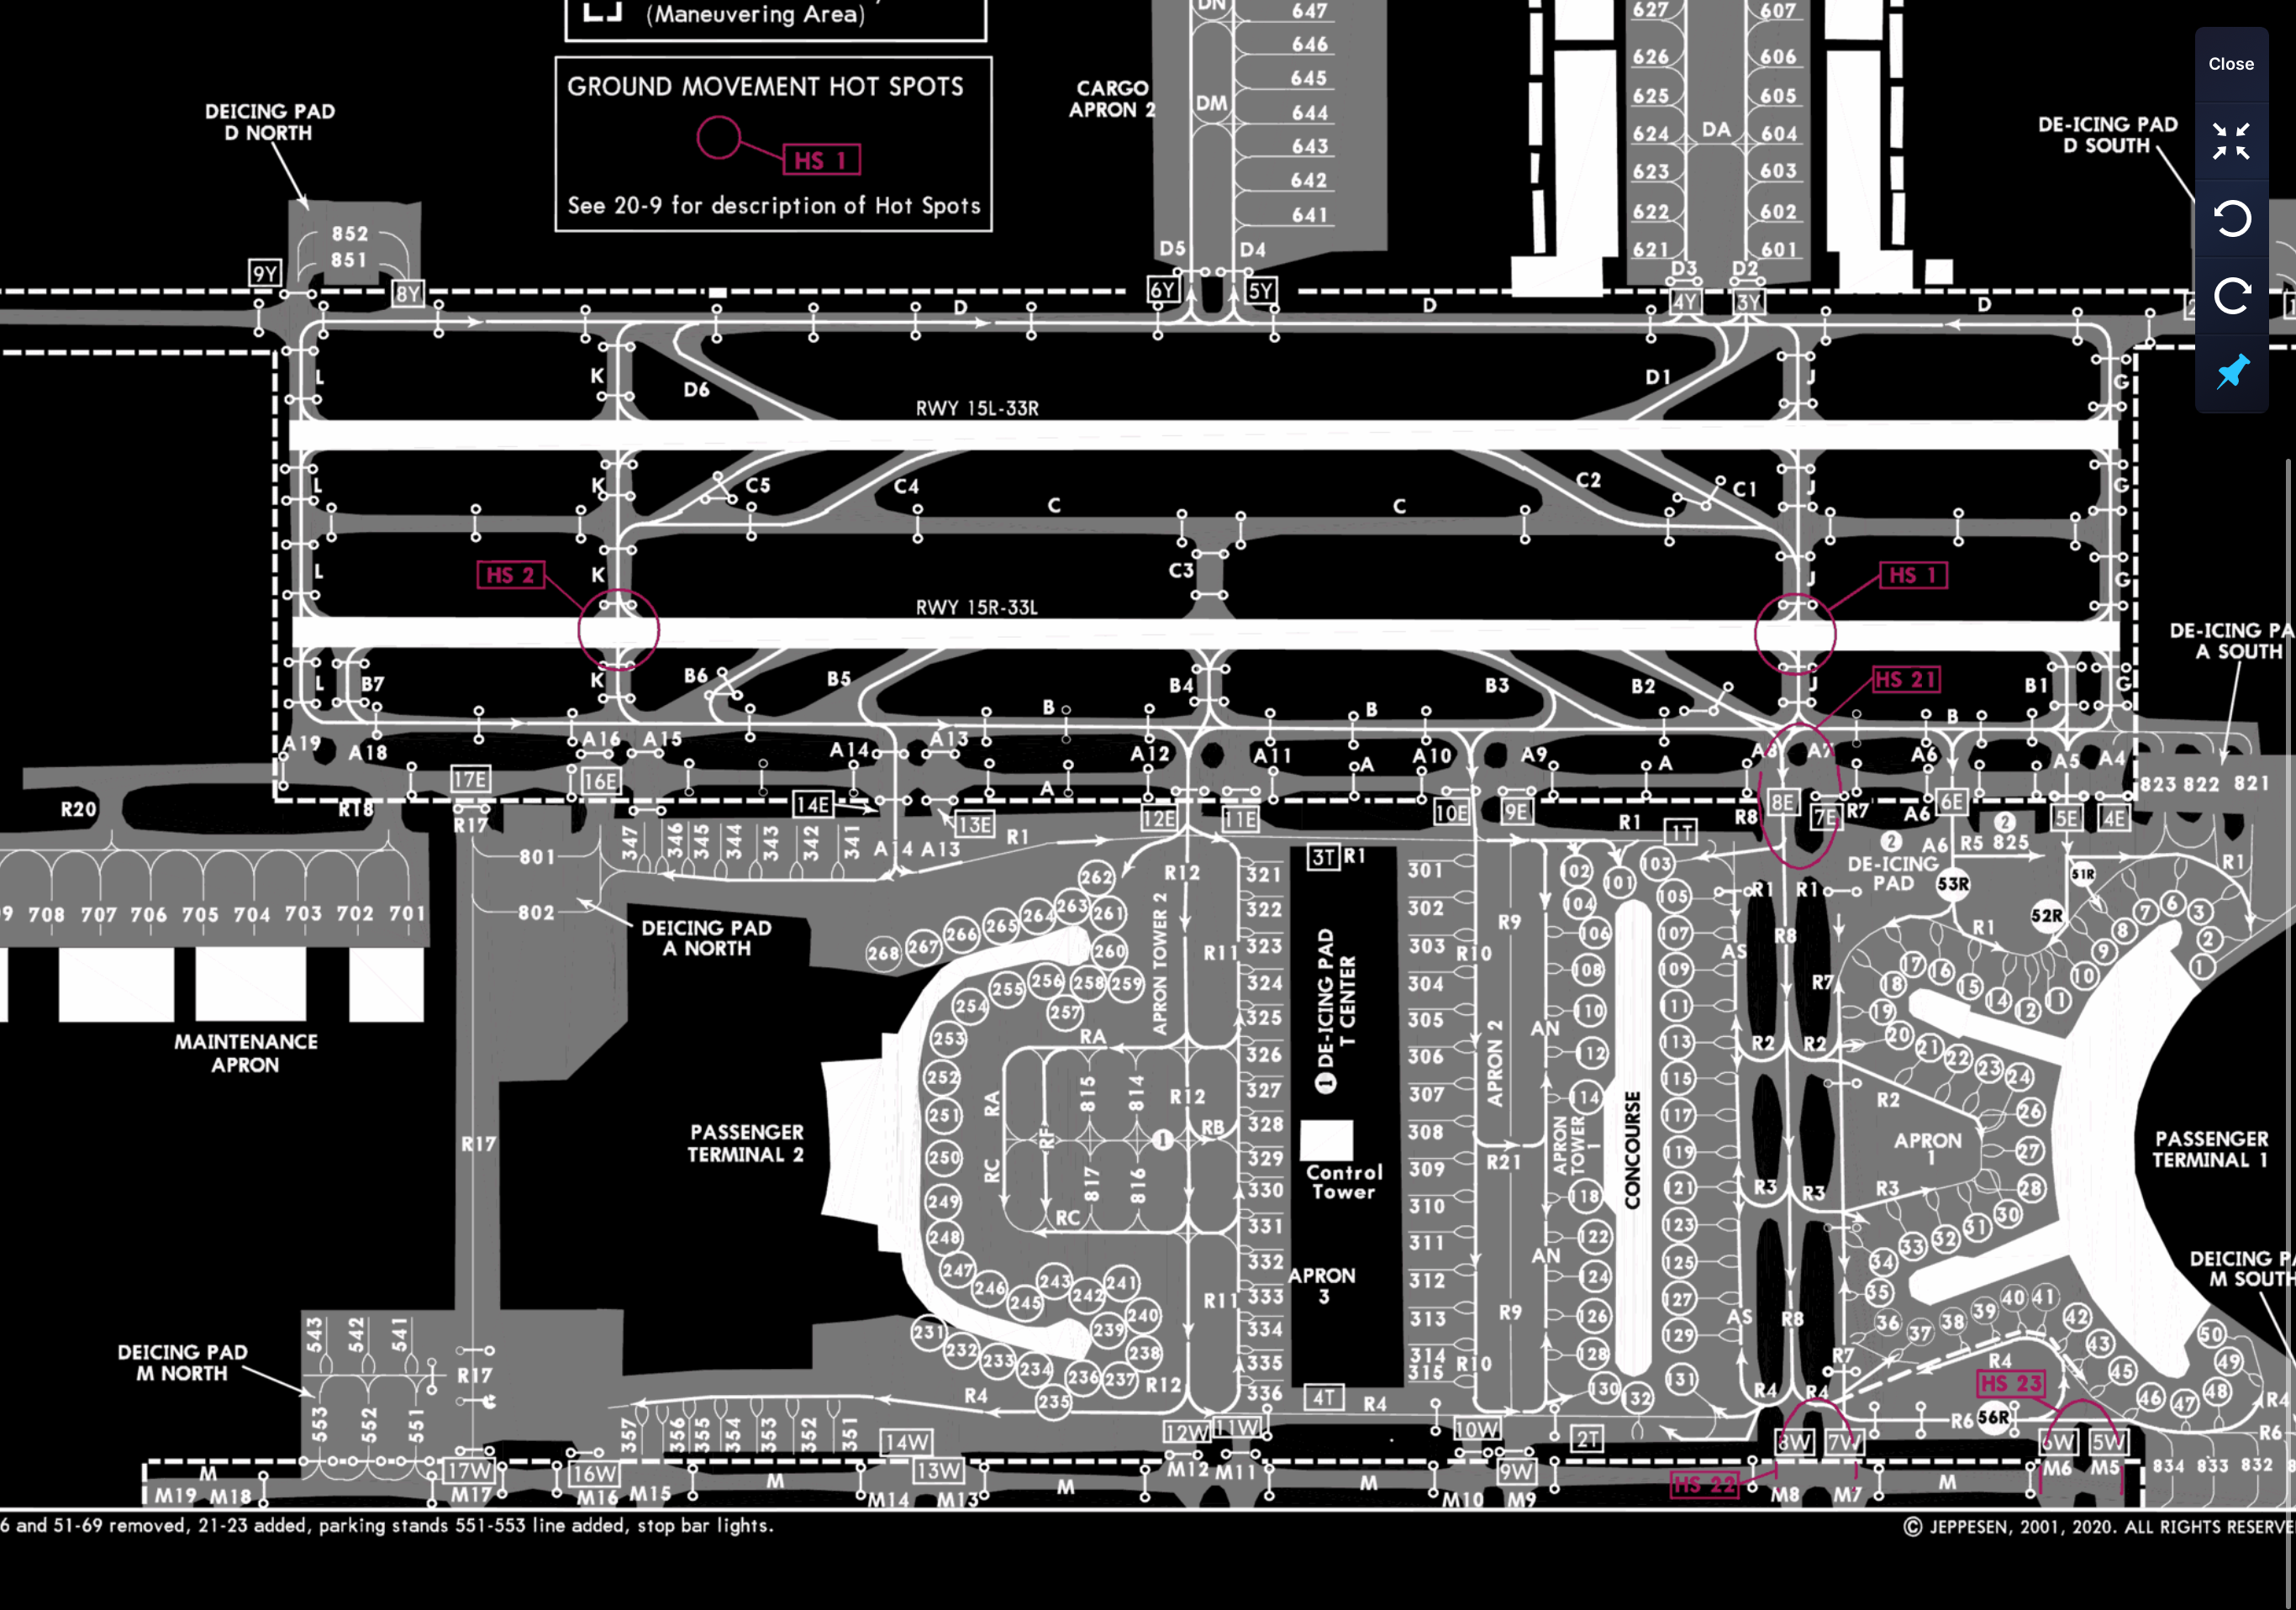 (Maneuvering Area)
GROUND MOVEMENT HOT SPOTS
HS 1
See 20-9 for description of Hot Spots
DEICING PAD
D NORTH
852
851
9Y
8Y
CARGO
APRON 2
DN
DM
647
646
645
644
643
642
641
D5
D4
6Y
5Y
627
626
625
624
623
622
621
DA
607
606
605
604
603
602
601
D3
D2
4Y
3Y
DE-ICING PAD
D SOUTH
Close
D
D
D
L
K
D6
D1
J
G
RWY 15L-33R
L
K
C5
C4
C
C
C2
C1
J
G
HS 2
L
K
C3
J
HS 1
G
RWY 15R-33L
DE-ICING PA
A SOUTH
L
B7
K
B6
B5
B4
B3
B2
J
HS 21
B1
G
B
B
B
A19
A18
A16
A15
A14
A13
A12
A11
A10
A9
A8
A7
A6
A5
A4
A
A
A
17E
16E
14E
13E
12E
11E
10E
9E
8E
7E
6E
5E
4E
823 822 821
R20
R18
R17
347
346
345
344
343
342
341
A14
A13
R1
R1
1T
R8
R7
A6
A6
R5
2
825
2
DE-ICING
PAD
53R
52R
51R
R1
801
802
9 708 707 706 705 704 703 702 701
DEICING PAD
A NORTH
MAINTENANCE
APRON
3T
R1
262
263
264
265
266
267
268
261
260
259
258
257
256
255
254
253
252
251
250
249
248
247
246
245
243
242
241
240
239
238
237
236
235
234
233
232
231
R12
APRON TOWER 2
R11
RA
RA
RF
RC
RC
815
814
817
816
1
R12
RB
R11
R12
PASSENGER
TERMINAL 2
321
322
323
324
325
326
327
328
329
330
331
332
333
334
335
336
1 DE-ICING PAD
T CENTER
Control
Tower
APRON
3
301
302
303
304
305
306
307
308
309
310
311
312
313
314
315
R10
R10
R9
R9
APRON 2
R21
AN
AN
APRON
TOWER 1
102
101
103
104
105
106
107
108
109
110
111
112
113
114
115
117
118
119
121
122
123
124
125
126
127
128
129
130
131
132
CONCOURSE
AS
AS
R1
R1
R8
R7
R2
R2
R2
R3
R3
R3
R8
R7
R4
R4
R1
APRON
1
1
2
3
6
7
8
9
10
11
12
14
15
16
17
18
19
20
21
22
23
24
26
27
28
30
31
32
33
34
35
36
37
38
39
40
41
42
43
45
46
47
48
49
50
PASSENGER
TERMINAL 1
DEICING PA
M SOUTH
R4
HS 23
R6
56R
R4
R6
R17
DEICING PAD
M NORTH
543
542
541
553
552
551
R17
357
356
355
354
353
352
351
R4
4T
R4
14W
12W
11W
10W
2T
8W
7W
6W
5W
17W
16W
13W
9W
HS 22
M
M
M
M
M
M19
M18
M17
M16
M15
M14
M13
M12
M11
M10
M9
M8
M7
M6
M5
834 833 832
6 and 51-69 removed, 21-23 added, parking stands 551-553 line added, stop bar lights.
© JEPPESEN, 2001, 2020. ALL RIGHTS RESERVE